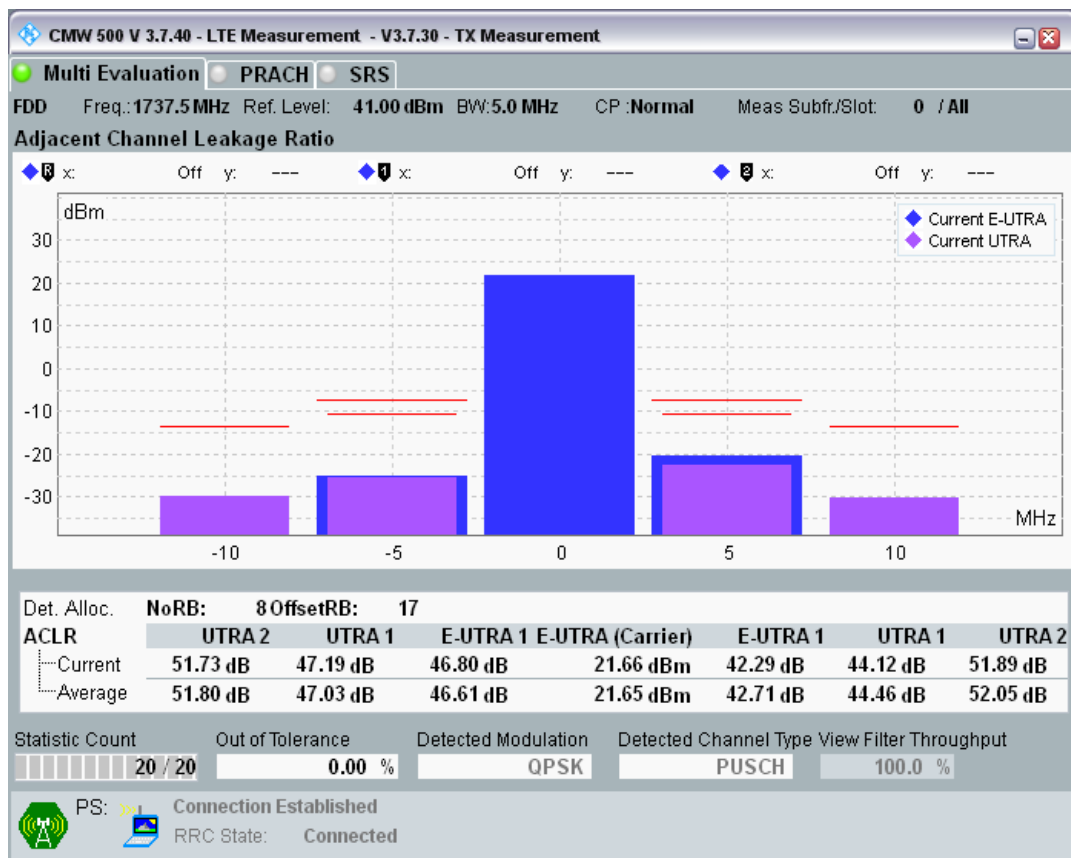 CMW 500 V 3.7.40 - LTE Measurement - V3.7.30 - TX Measurement
Multi Evaluation PRACH SRS
FDD Freq.:1737.5 MHz Ref. Level: 41.00 dBm BW:5.0 MHz CP :Normal Meas Subfr./Slot: 0 / All
Adjacent Channel Leakage Ratio
R x: Off y: --- 1 x: Off y: --- 2 x: Off y: ---
dBm
Current E-UTRA
Current UTRA
30
20
10
0
-10
-20
-30
MHz
-10 -5 0 5 10
Det. Alloc. NoRB: 8 OffsetRB: 17
ACLR UTRA 2 UTRA 1 E-UTRA 1 E-UTRA (Carrier) E-UTRA 1 UTRA 1 UTRA 2
Current 51.73 dB 47.19 dB 46.80 dB 21.66 dBm 42.29 dB 44.12 dB 51.89 dB
Average 51.80 dB 47.03 dB 46.61 dB 21.65 dBm 42.71 dB 44.46 dB 52.05 dB
Statistic Count Out of Tolerance Detected Modulation Detected Channel Type View Filter Throughput
20 / 20 0.00 % QPSK PUSCH 100.0 %
PS: Connection Established
RRC State: Connected